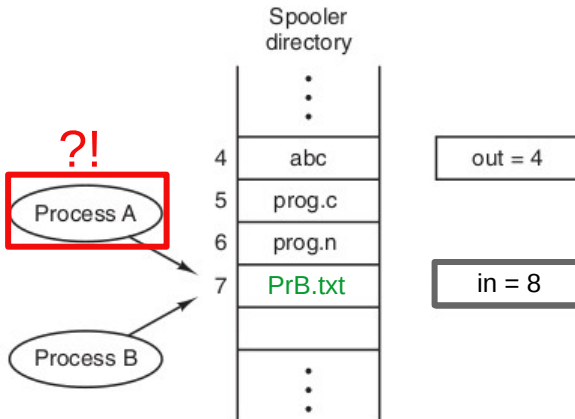 Spooler
directory
?!
4 abc out = 4
Process A
5 prog.c
6 prog.n
7 PrB.txt in = 8
Process B